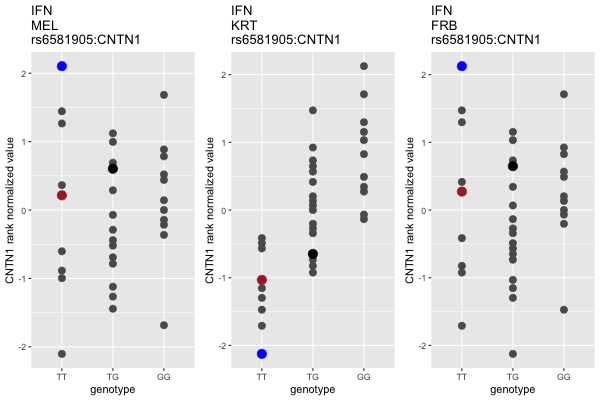 IFN
MEL
rs6581905:CNTN1
CNTN1 rank normalized value
2
1
0
-1
-2
TT
TG
GG
genotype
IFN
KRT
rs6581905:CNTN1
CNTN1 rank normalized value
2
1
0
-1
-2
TT
TG
GG
genotype
IFN
FRB
rs6581905:CNTN1
CNTN1 rank normalized value
2
1
0
-1
-2
TT
TG
GG
genotype